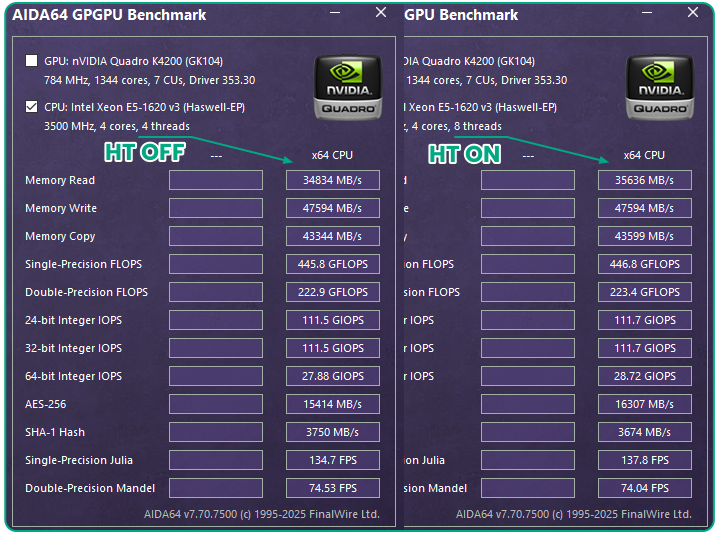 AIDA64 GPGPU Benchmark
GPU: nVIDIA Quadro K4200 (GK104)
784 MHz, 1344 cores, 7 CUs, Driver 353.30
CPU: Intel Xeon E5-1620 v3 (Haswell-EP)
3500 MHz, 4 cores, 4 threads
NVIDIA.
QUADRO
HT OFF
--- x64 CPU
Memory Read 34834 MB/s
Memory Write 47594 MB/s
Memory Copy 43344 MB/s
Single-Precision FLOPS 445.8 GFLOPS
Double-Precision FLOPS 222.9 GFLOPS
24-bit Integer IOPS 111.5 GIOPS
32-bit Integer IOPS 111.5 GIOPS
64-bit Integer IOPS 27.88 GIOPS
AES-256 15414 MB/s
SHA-1 Hash 3750 MB/s
Single-Precision Julia 134.7 FPS
Double-Precision Mandel 74.53 FPS
AIDA64 v7.70.7500 (c) 1995-2025 FinalWire Ltd.
GPU Benchmark
DIA Quadro K4200 (GK104)
1344 cores, 7 CUs, Driver 353.30
l Xeon E5-1620 v3 (Haswell-EP)
z, 4 cores, 8 threads
NVIDIA.
QUADRO
HT ON
--- x64 CPU
d 35636 MB/s
e 47594 MB/s
y 43599 MB/s
ion FLOPS 446.8 GFLOPS
sion FLOPS 223.4 GFLOPS
r IOPS 111.7 GIOPS
r IOPS 111.7 GIOPS
r IOPS 28.72 GIOPS
16307 MB/s
3674 MB/s
ion Julia 137.8 FPS
sion Mandel 74.04 FPS
AIDA64 v7.70.7500 (c) 1995-2025 FinalWire Ltd.